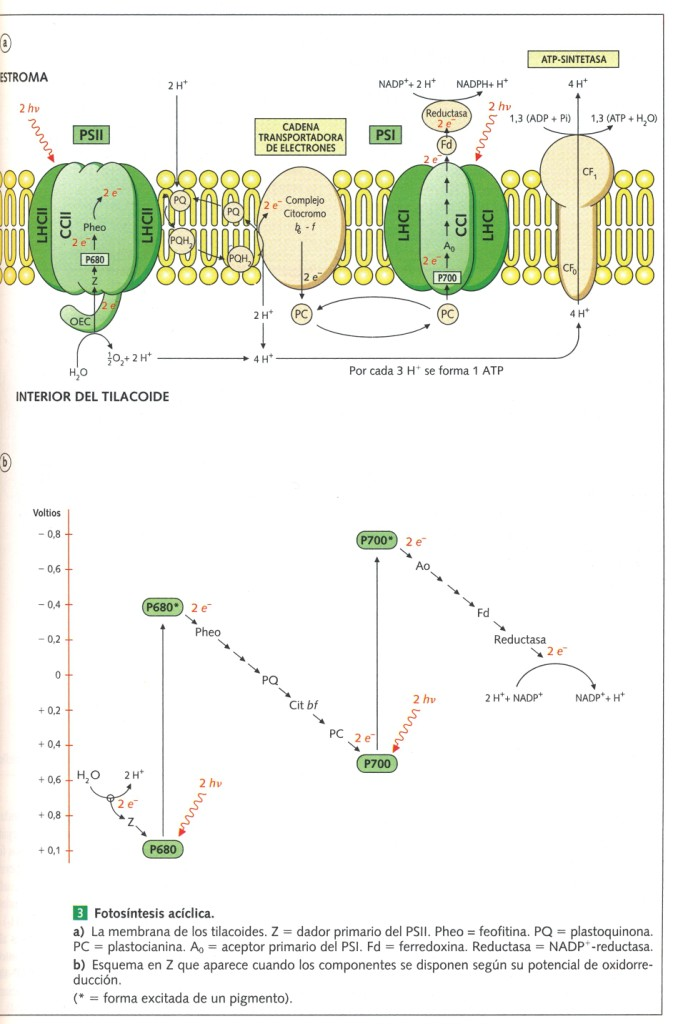 a
ESTROMA
ATP-SINTETASA
2 H⁺
NADP⁺+ 2 H⁺
NADPH+ H⁺
4 H⁺
2 hν
PSII
CADENA
TRANSPORTADORA
DE ELECTRONES
PSI
Reductasa
2 e⁻
2 hν
1,3 (ADP + Pi)
1,3 (ATP + H₂O)
Fd
2 e⁻
CF₁
LHCII
CCII
LHCII
2 e⁻
Pheo
2 e⁻
P680
Z
2 e⁻
OEC
PQ
PQ
PQH₂
PQH₂
2 e⁻
Complejo
Citocromo
b₆ - f
2 e⁻
LHCI
CCI
LHCI
A₀
2 e⁻
P700
CF₀
2 H⁺
PC
PC
4 H⁺
H₂O
½O₂+ 2 H⁺
4 H⁺
Por cada 3 H⁺ se forma 1 ATP
INTERIOR DEL TILACOIDE
b
Voltios
− 0,8
− 0,6
− 0,4
− 0,2
0
+ 0,2
+ 0,4
+ 0,6
+ 0,8
+ 0,1
P700*
2 e⁻
Ao
Fd
Reductasa
2 e⁻
2 H⁺+ NADP⁺
NADP⁺+ H⁺
P680*
2 e⁻
Pheo
PQ
Cit bf
PC
2 e⁻
P700
2 hν
H₂O
2 H⁺
2 e⁻
Z
P680
2 hν
3 Fotosíntesis acíclica.
a) La membrana de los tilacoides. Z = dador primario del PSII. Pheo = feofitina. PQ = plastoquinona.
PC = plastocianina. A₀ = aceptor primario del PSI. Fd = ferredoxina. Reductasa = NADP⁺-reductasa.
b) Esquema en Z que aparece cuando los componentes se disponen según su potencial de oxidorre-
ducción.
(* = forma excitada de un pigmento).